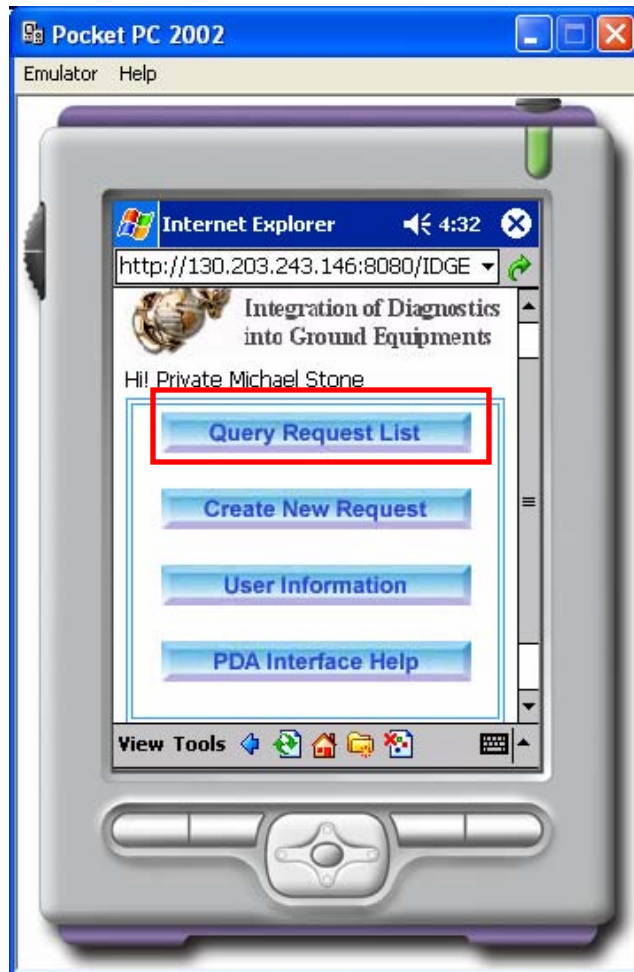 Pocket PC 2002
Emulator Help
Internet Explorer 4:32
http://130.203.243.146:8080/IDGE
Integration of Diagnostics
into Ground Equipments
Hi! Private Michael Stone
Query Request List
Create New Request
User Information
PDA Interface Help
View Tools